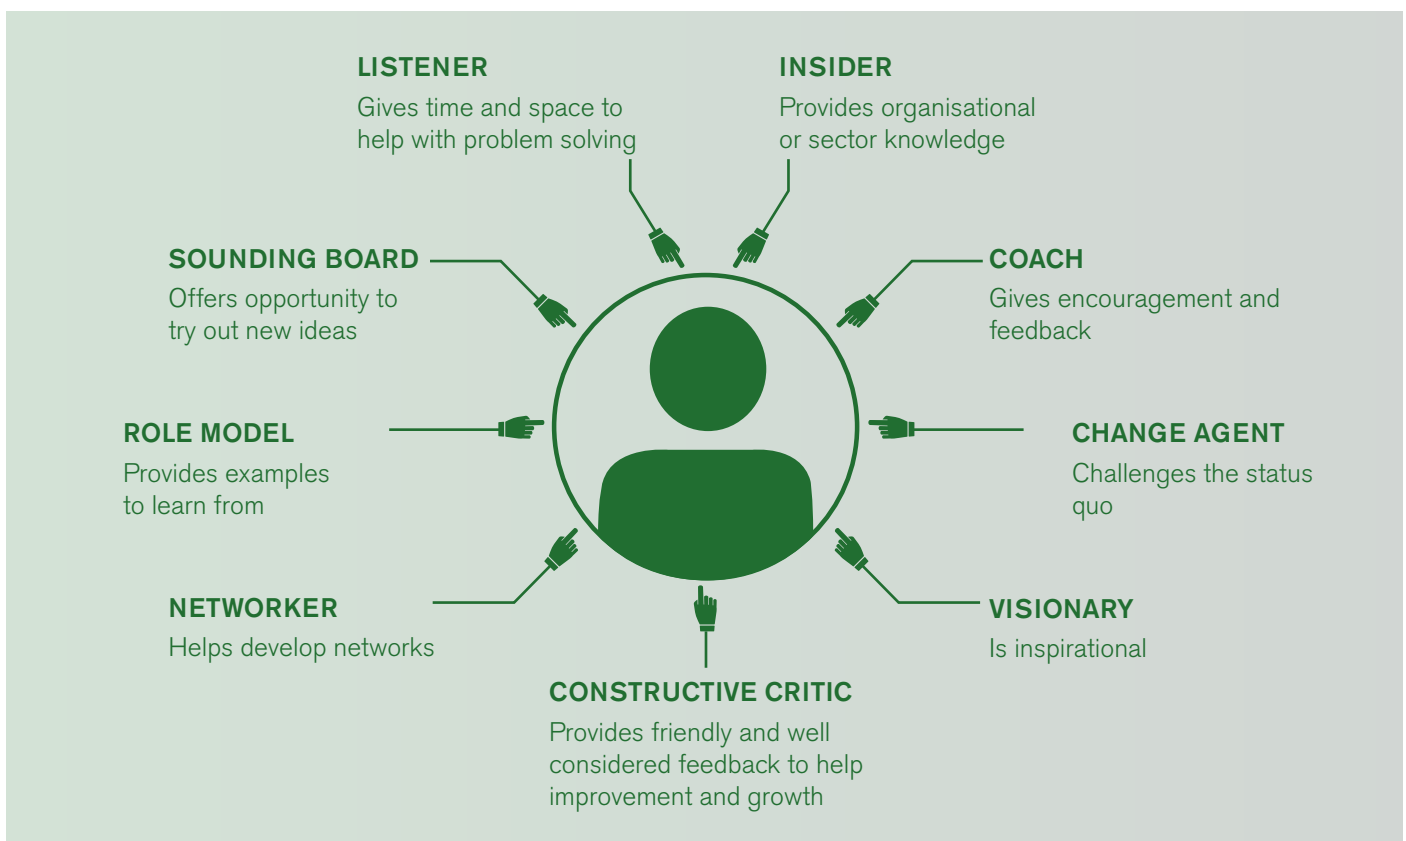 LISTENER
Gives time and space to
help with problem solving
INSIDER
Provides organisational
or sector knowledge
SOUNDING BOARD
Offers opportunity to
try out new ideas
COACH
Gives encouragement and
feedback
ROLE MODEL
Provides examples
to learn from
CHANGE AGENT
Challenges the status
quo
NETWORKER
Helps develop networks
VISIONARY
Is inspirational
CONSTRUCTIVE CRITIC
Provides friendly and well
considered feedback to help
improvement and growth